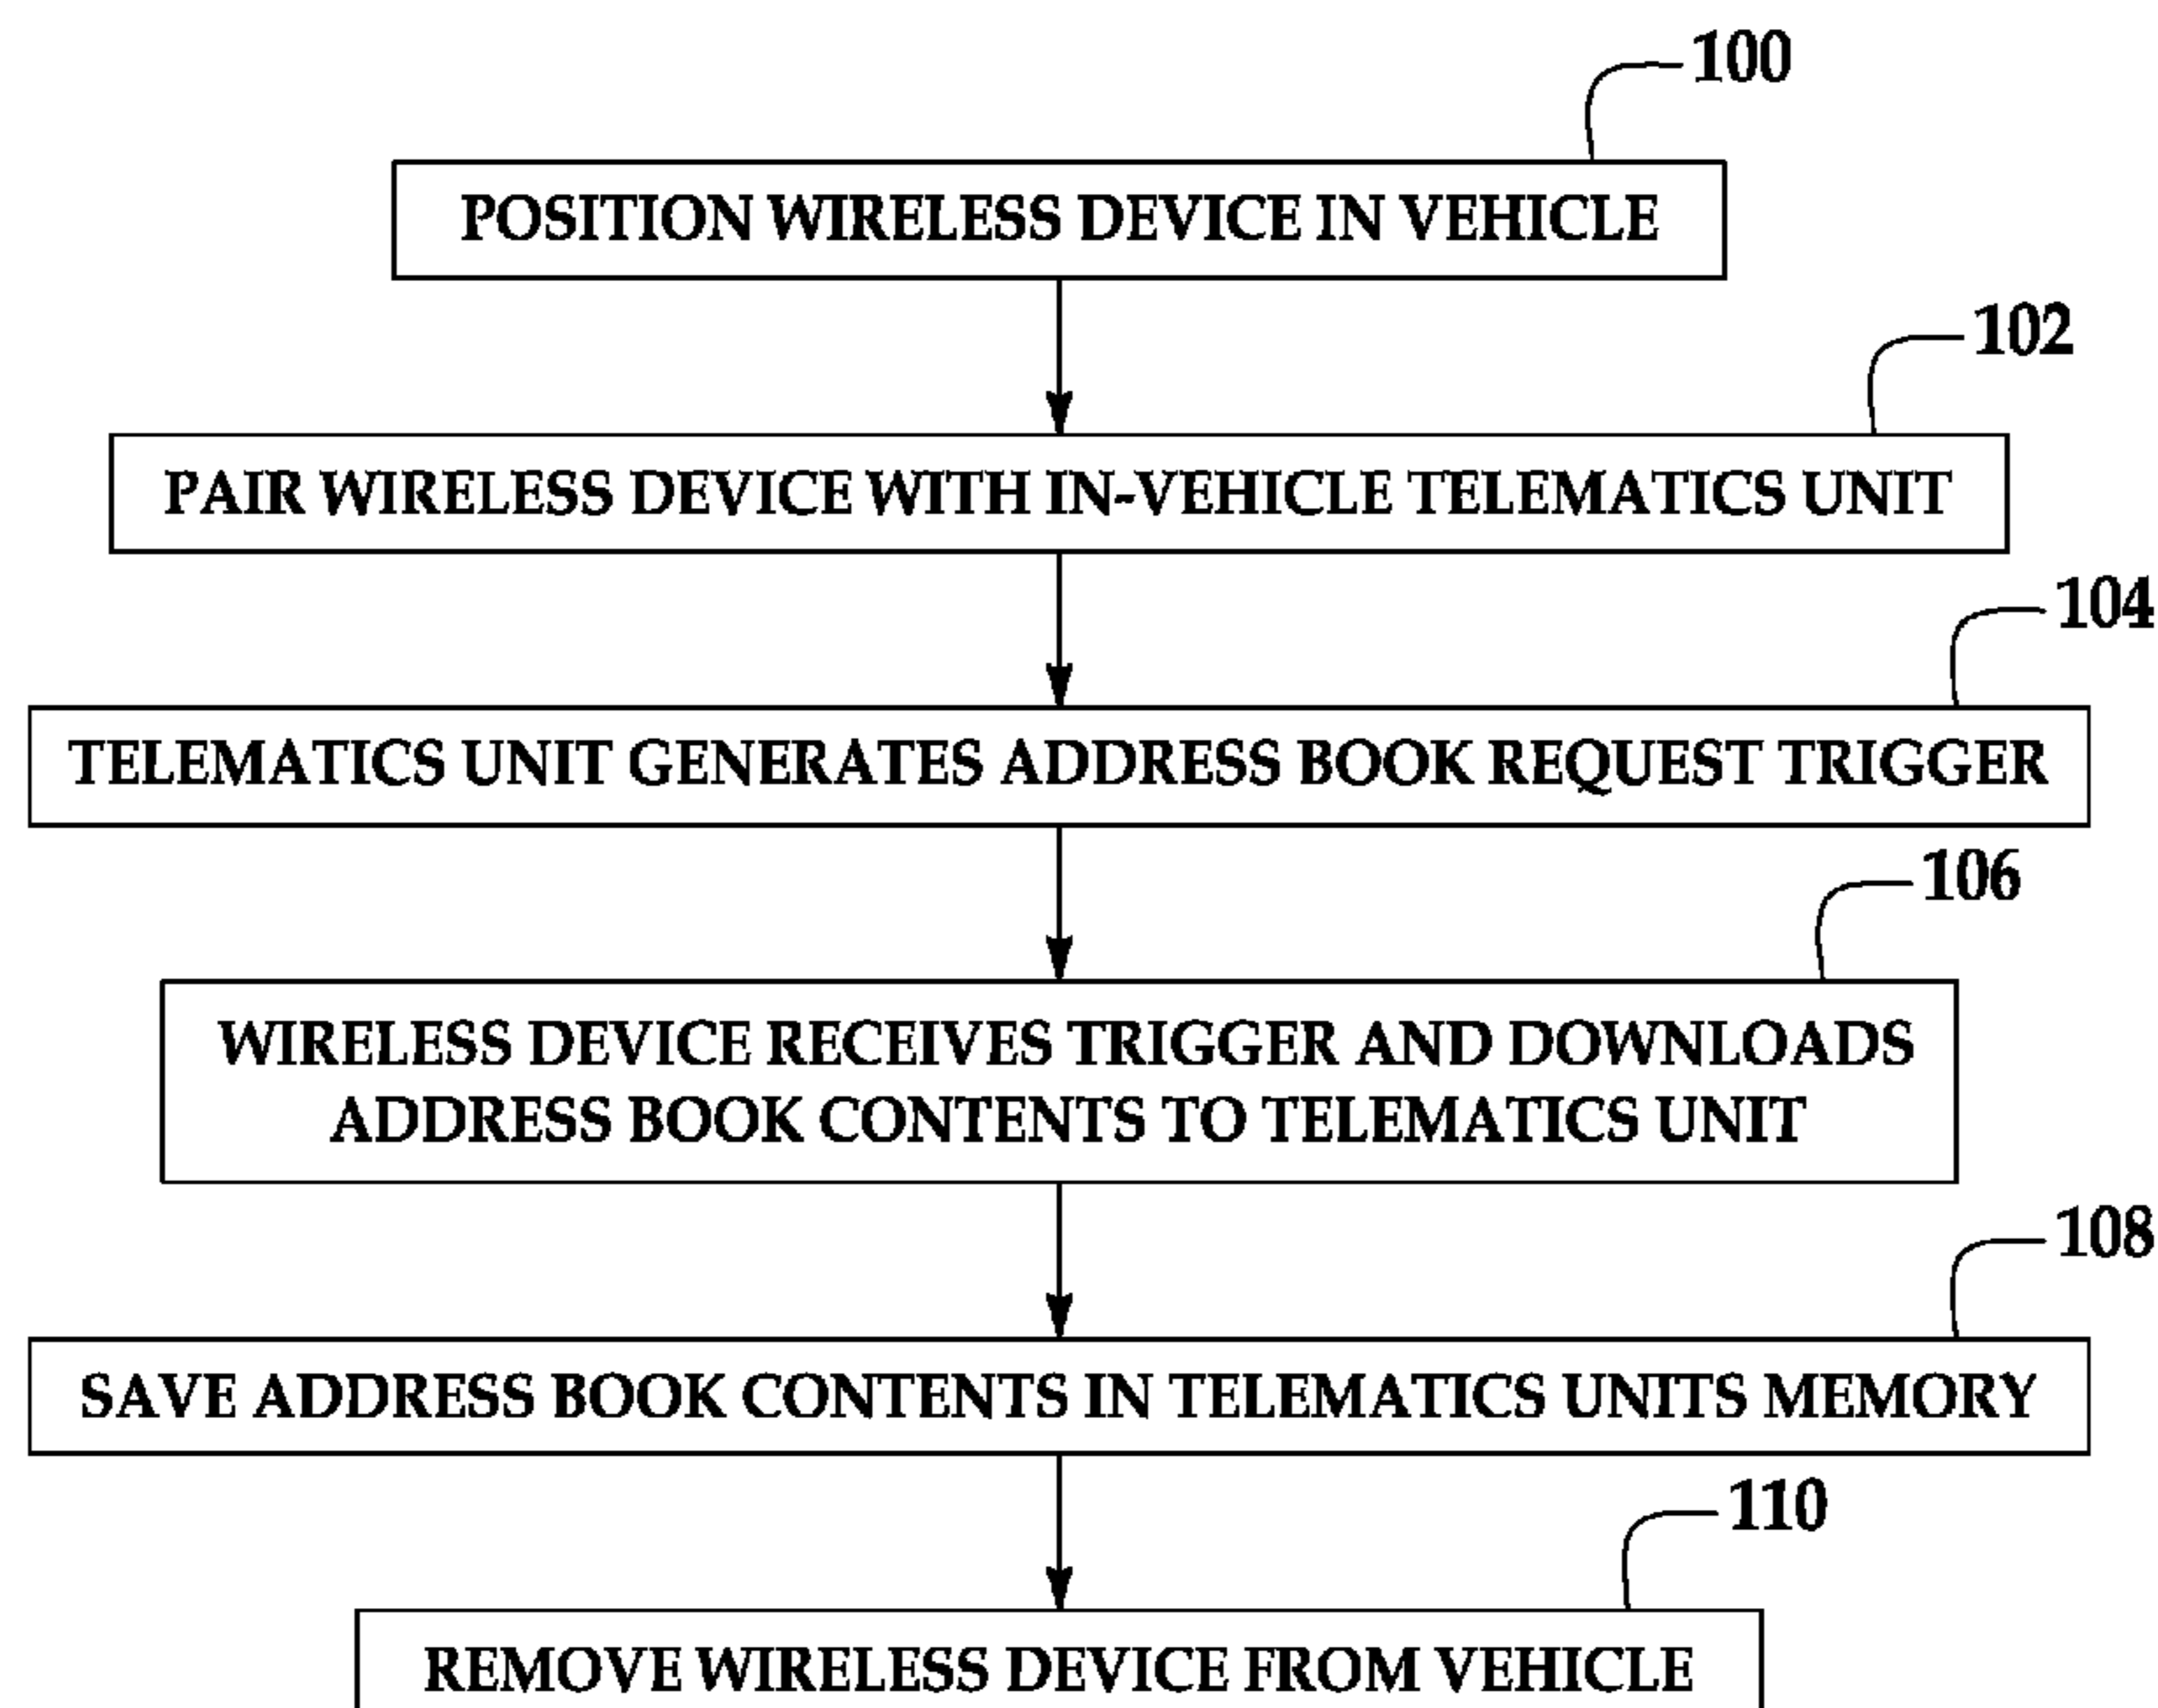 100
POSITION WIRELESS DEVICE IN VEHICLE
102
PAIR WIRELESS DEVICE WITH IN-VEHICLE TELEMATICS UNIT
104
TELEMATICS UNIT GENERATES ADDRESS BOOK REQUEST TRIGGER
106
WIRELESS DEVICE RECEIVES TRIGGER AND DOWNLOADS
ADDRESS BOOK CONTENTS TO TELEMATICS UNIT
108
SAVE ADDRESS BOOK CONTENTS IN TELEMATICS UNITS MEMORY
110
REMOVE WIRELESS DEVICE FROM VEHICLE